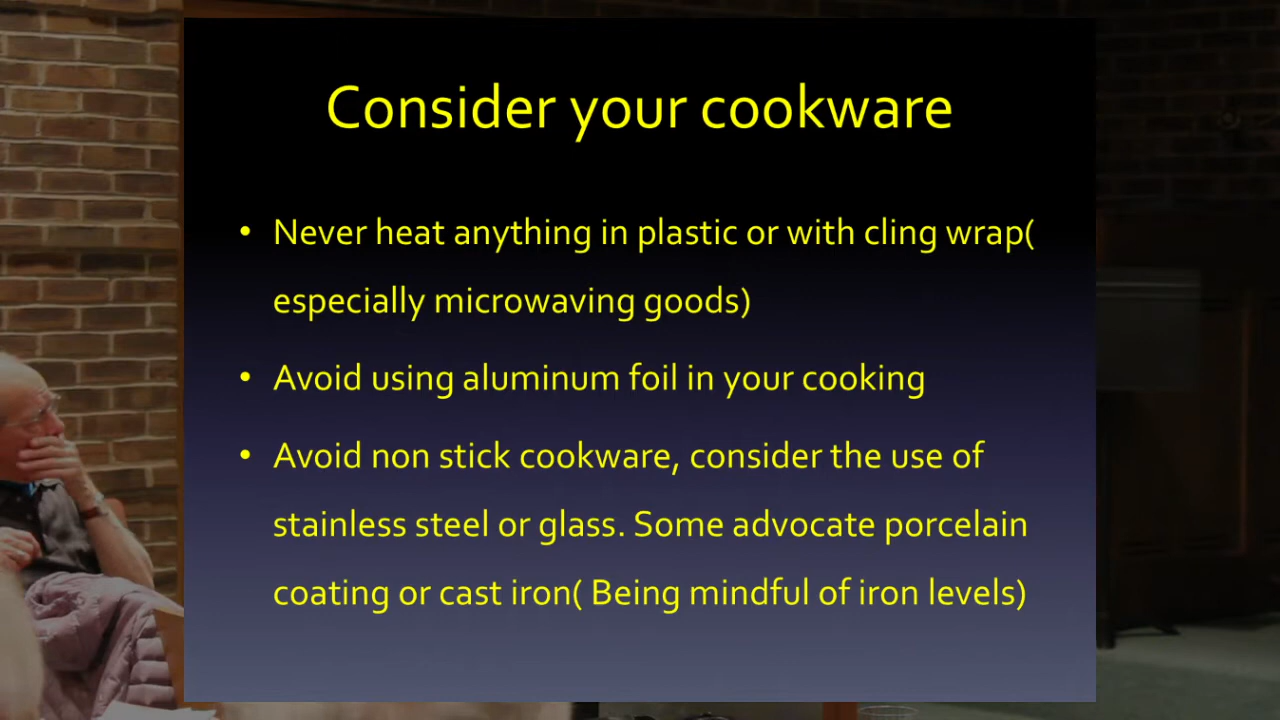 Consider your cookware
• Never heat anything in plastic or with cling wrap(
especially microwaving goods)
• Avoid using aluminum foil in your cooking
• Avoid non stick cookware, consider the use of
stainless steel or glass. Some advocate porcelain
coating or cast iron( Being mindful of iron levels)